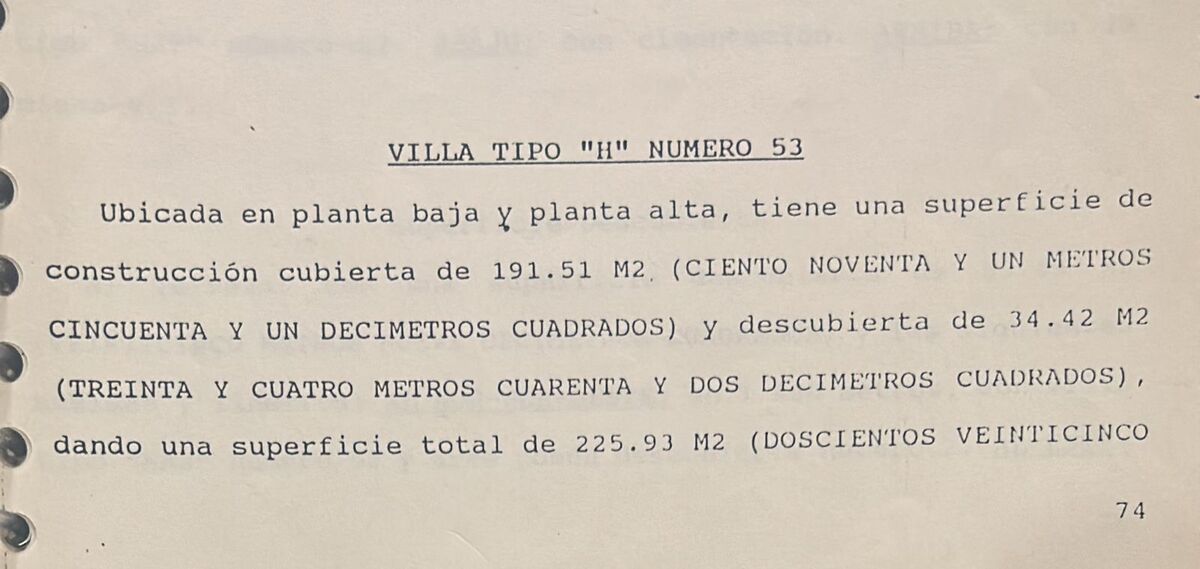 VILLA TIPO "H" NUMERO 53
Ubicada en planta baja y planta alta, tiene una superficie de
construcción cubierta de 191.51 M2 (CIENTO NOVENTA Y UN METROS
CINCUENTA Y UN DECIMETROS CUADRADOS) y descubierta de 34.42 M2
(TREINTA Y CUATRO METROS CUARENTA Y DOS DECIMETROS CUADRADOS),
dando una superficie total de 225.93 M2 (DOSCIENTOS VEINTICINCO
74